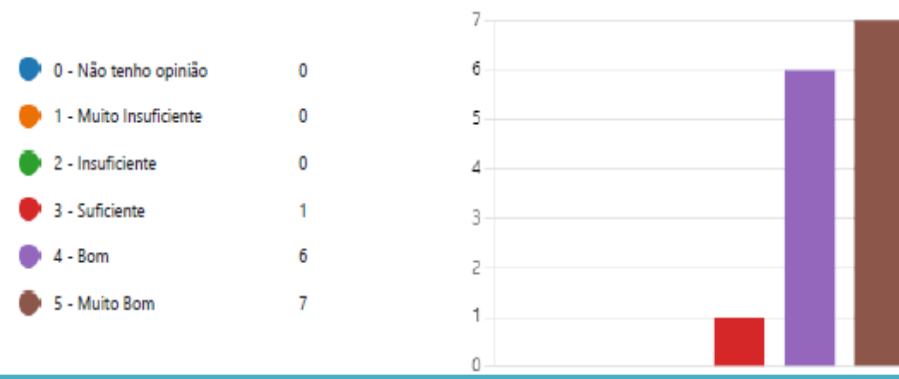 0 - Não tenho opinião 0
1 - Muito Insuficiente 0
2 - Insuficiente 0
3 - Suficiente 1
4 - Bom 6
5 - Muito Bom 7
7
6
5
4
3
2
1
0